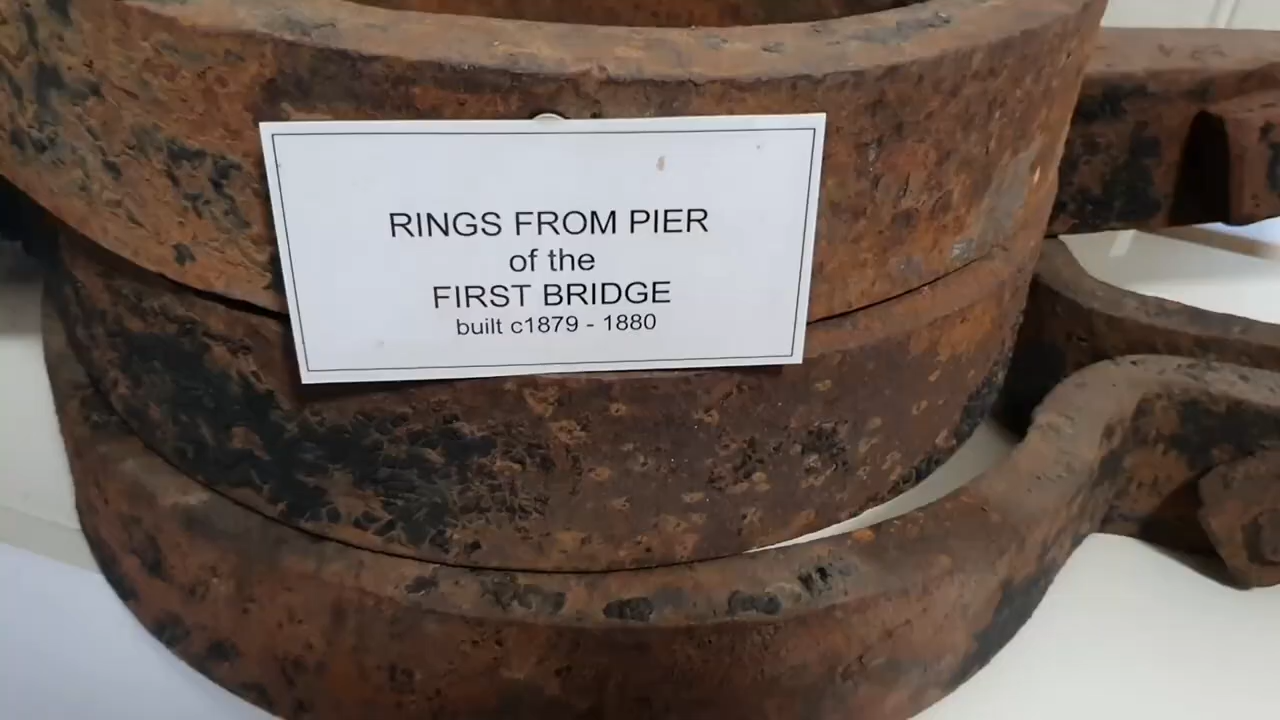 RINGS FROM PIER
of the
FIRST BRIDGE
built c1879 - 1880